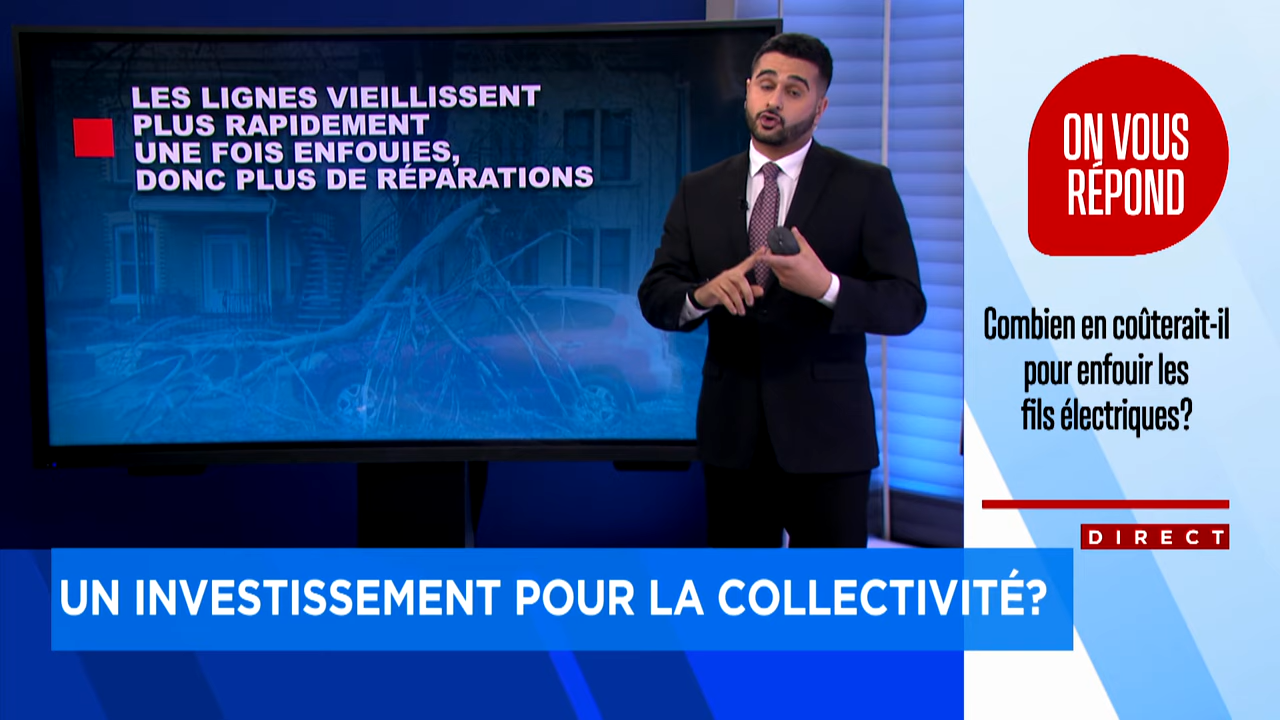 LES LIGNES VIEILLISSENT
PLUS RAPIDEMENT
UNE FOIS ENFOUIES,
DONC PLUS DE RÉPARATIONS
ON VOUS
RÉPOND
Combien en coûterait-il
pour enfouir les
fils électriques?
DIRECT
UN INVESTISSEMENT POUR LA COLLECTIVITÉ?